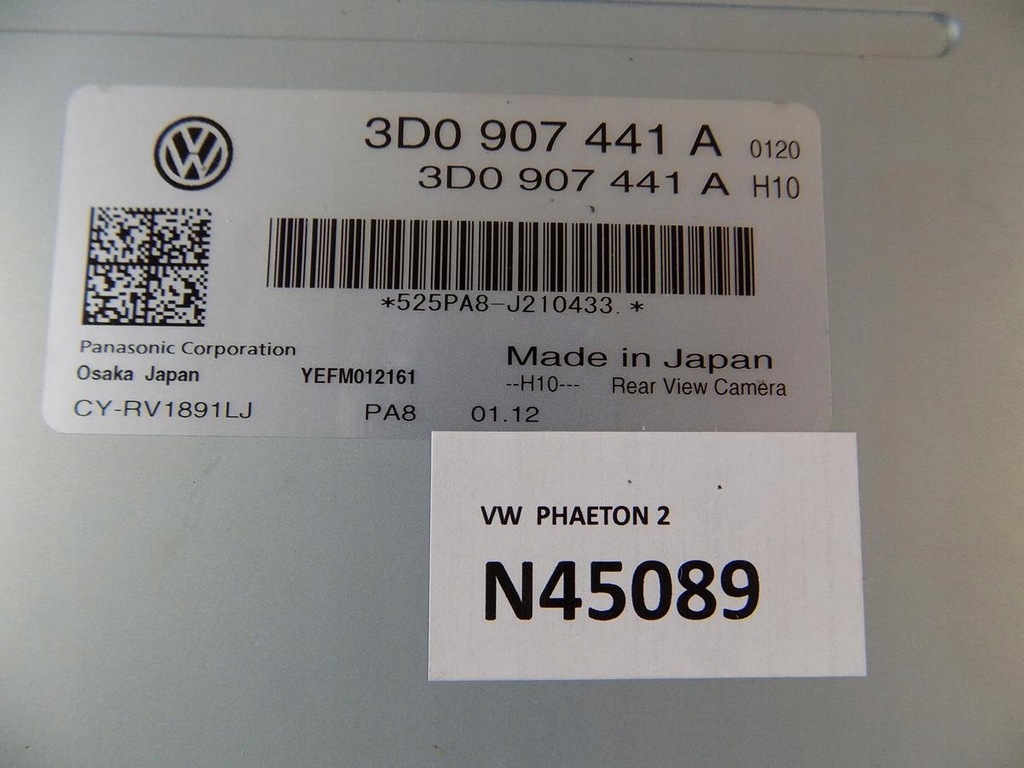 3D0 907 441 A 0120
3D0 907 441 A H10
*525PA8-J210433. *
Panasonic Corporation
Made in Japan
Osaka Japan YEFM012161
--H10--- Rear View Camera
CY-RV1891LJ PA8 01.12
VW PHAETON 2
N45089